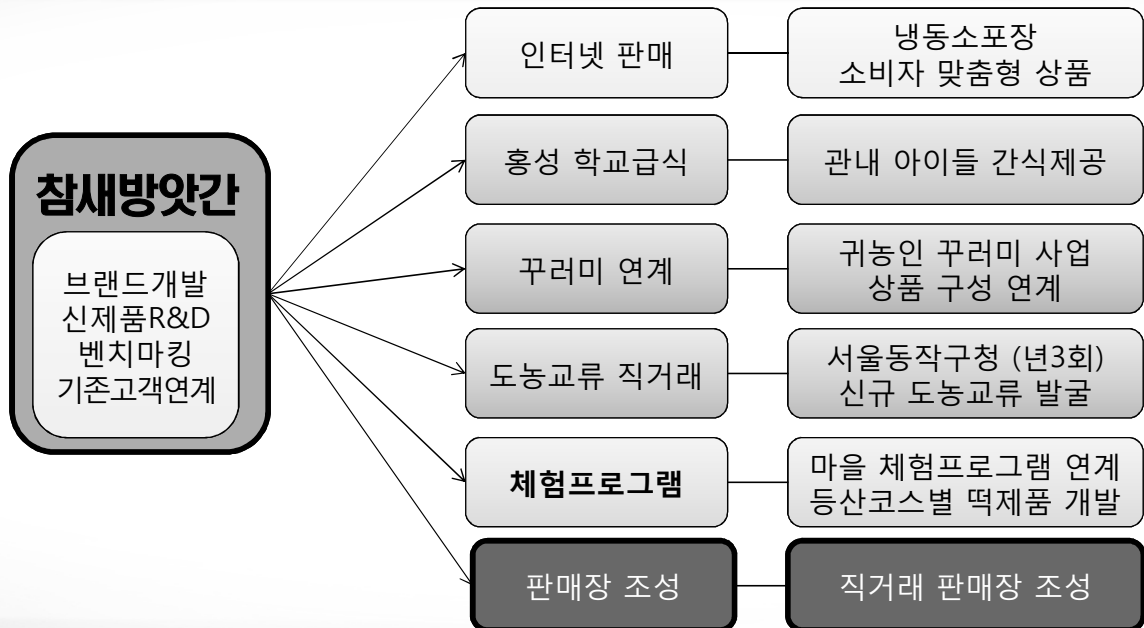 참새방앗간
브랜드개발
신제품R&D
벤치마킹
기존고객연계
인터넷 판매
냉동소포장
소비자 맞춤형 상품
홍성 학교급식
관내 아이들 간식제공
꾸러미 연계
귀농인 꾸러미 사업
상품 구성 연계
도농교류 직거래
서울동작구청 (년3회)
신규 도농교류 발굴
체험프로그램
마을 체험프로그램 연계
등산코스별 떡제품 개발
판매장 조성
직거래 판매장 조성